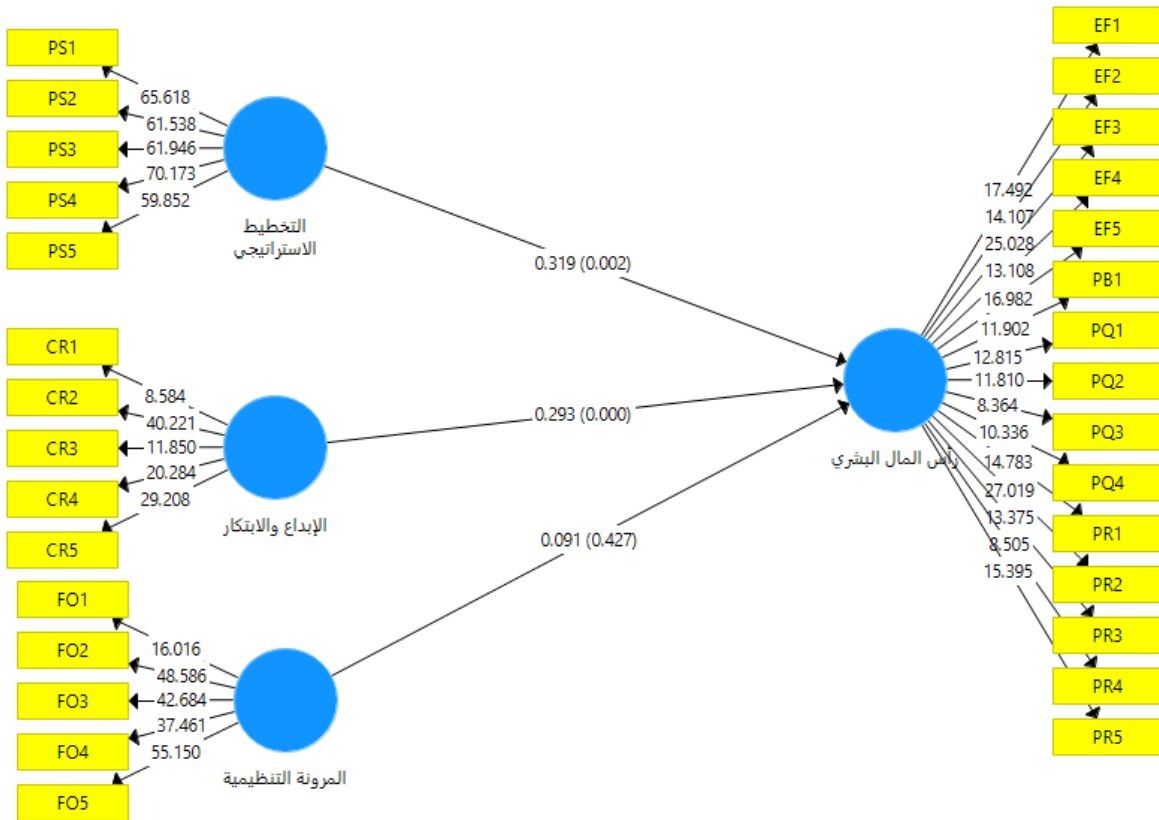 PS1
PS2
PS3
PS4
PS5
65.618
61.538
61.946
70.173
59.852
التخطيط
الاستراتيجي
CR1
CR2
CR3
CR4
CR5
8.584
40.221
11.850
20.284
29.208
الإبداع والابتكار
FO1
FO2
FO3
FO4
FO5
16.016
48.586
42.684
37.461
55.150
المرونة التنظيمية
0.319 (0.002)
0.293 (0.000)
0.091 (0.427)
رأس المال البشري
17.492
14.107
25.028
13.108
16.982
11.902
12.815
11.810
8.364
10.336
14.783
27.019
13.375
8.505
15.395
EF1
EF2
EF3
EF4
EF5
PB1
PQ1
PQ2
PQ3
PQ4
PR1
PR2
PR3
PR4
PR5